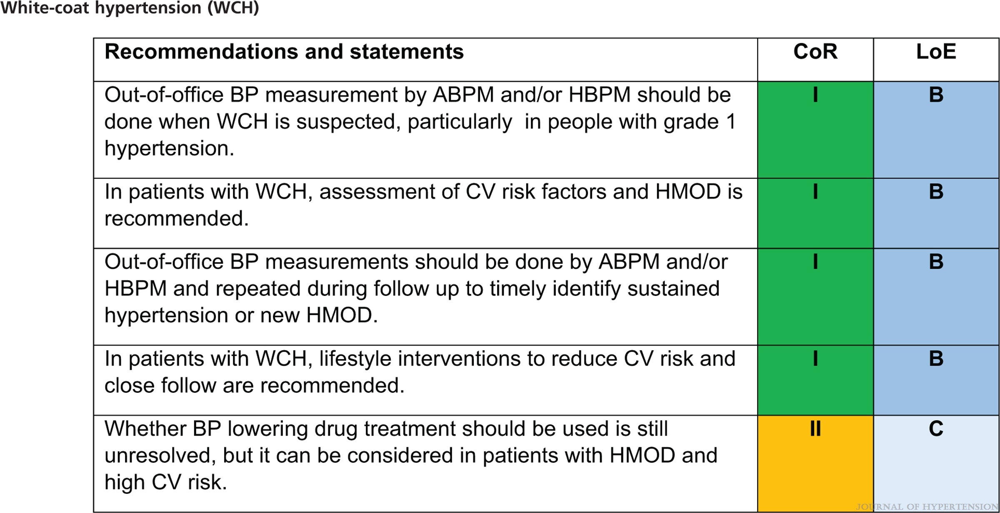 White-coat hypertension (WCH)
Recommendations and statements CoR LoE
Out-of-office BP measurement by ABPM and/or HBPM should be I B
done when WCH is suspected, particularly  in people with grade 1
hypertension.
In patients with WCH, assessment of CV risk factors and HMOD is I B
recommended.
Out-of-office BP measurements should be done by ABPM and/or I B
HBPM and repeated during follow up to timely identify sustained
hypertension or new HMOD.
In patients with WCH, lifestyle interventions to reduce CV risk and I B
close follow are recommended.
Whether BP lowering drug treatment should be used is still II C
unresolved, but it can be considered in patients with HMOD and
high CV risk.
JOURNAL OF HYPERTENSION